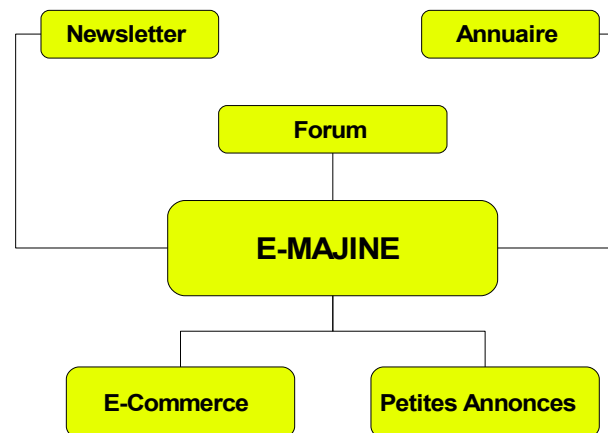 Newsletter
Annuaire
Forum
E-MAJINE
E-Commerce
Petites Annonces